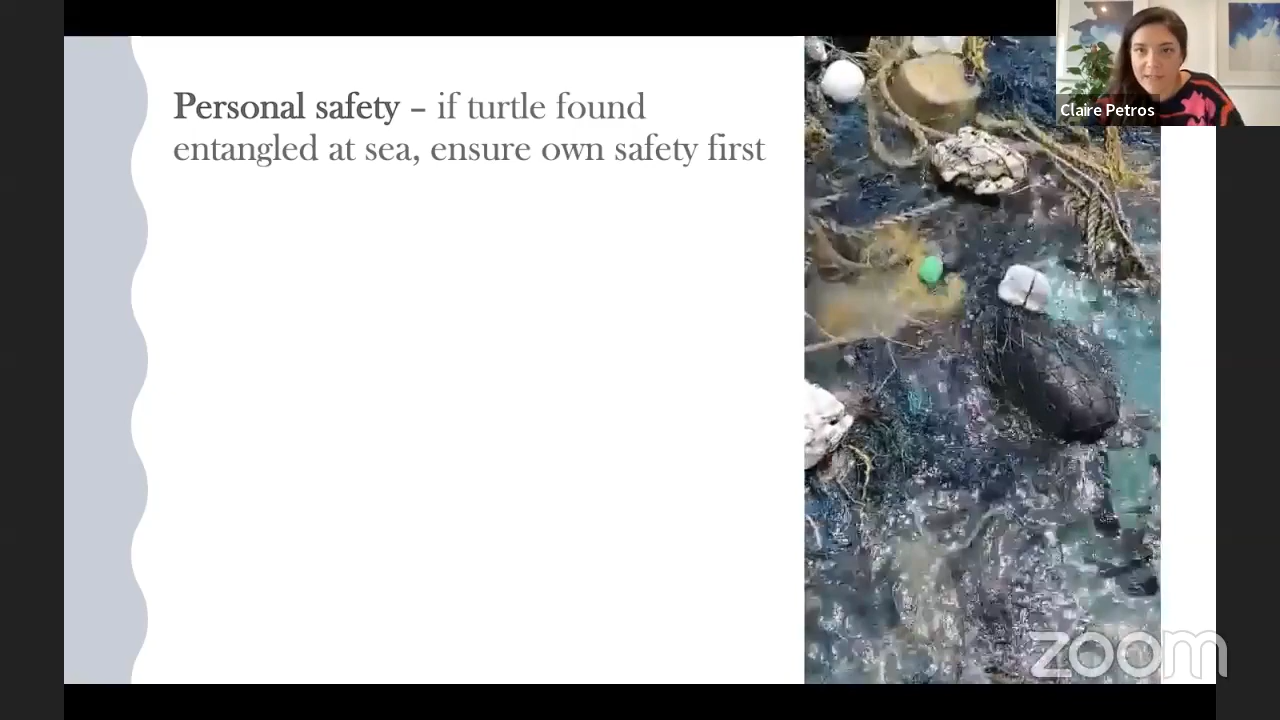 Claire Petros
Personal safety – if turtle found
entangled at sea, ensure own safety first
zoom